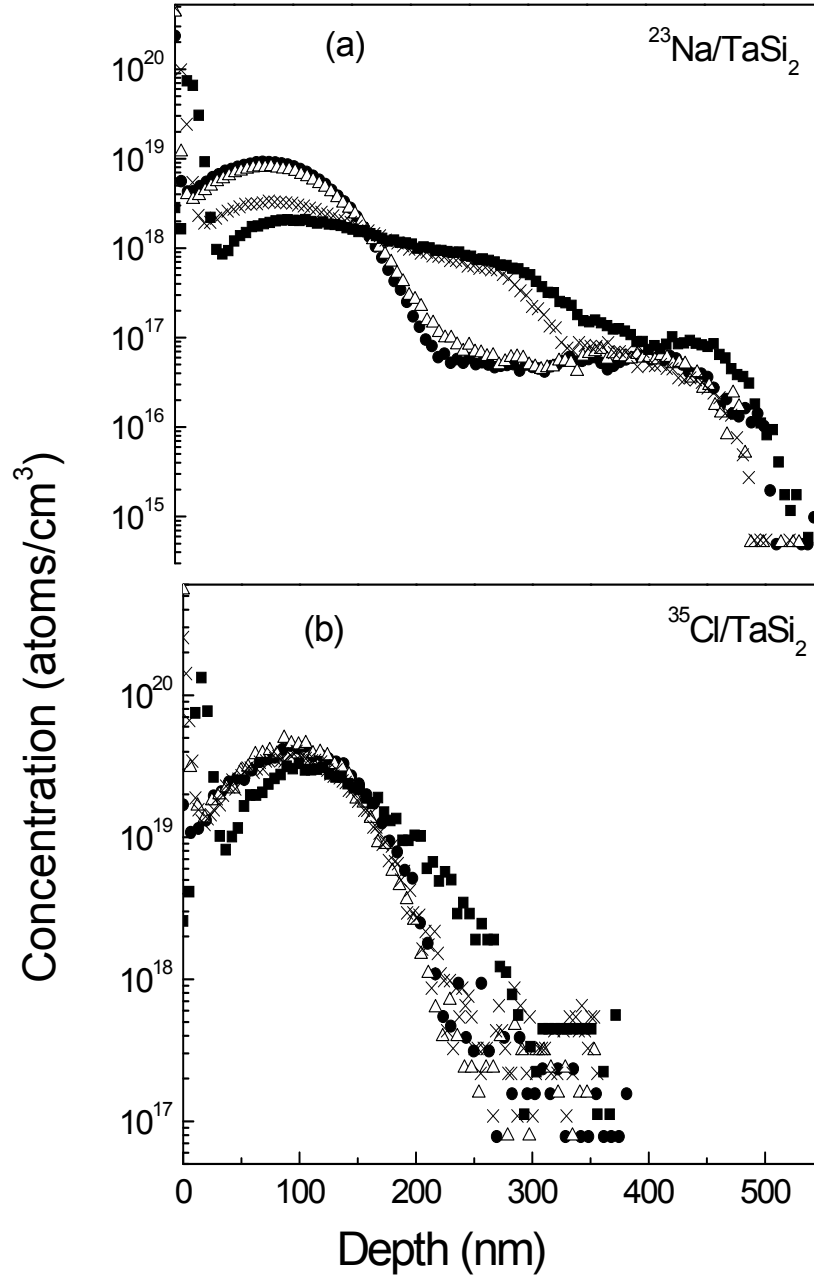 (a)
²³Na/TaSi₂
10²⁰
10¹⁹
10¹⁸
10¹⁷
10¹⁶
10¹⁵
Concentration (atoms/cm³)
(b)
³⁵Cl/TaSi₂
10²⁰
10¹⁹
10¹⁸
10¹⁷
0 100 200 300 400 500
Depth (nm)